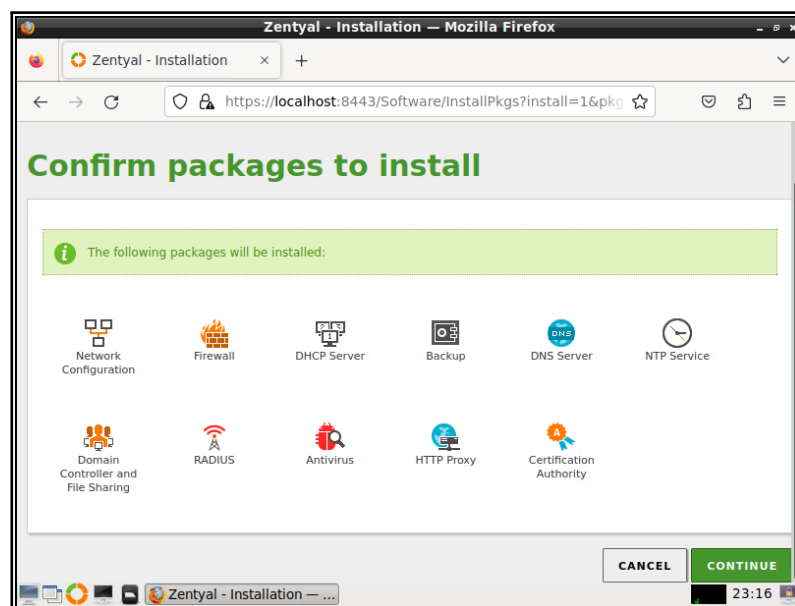 Zentyal - Installation — Mozilla Firefox
Zentyal - Installation
https://localhost:8443/Software/InstallPkgs?install=1&pkg
Confirm packages to install
The following packages will be installed:
Network Configuration
Firewall
DHCP Server
Backup
DNS
DNS Server
NTP Service
Domain Controller and File Sharing
RADIUS
Antivirus
HTTP Proxy
A
Certification Authority
CANCEL
CONTINUE
Zentyal - Installation — ...
23:16